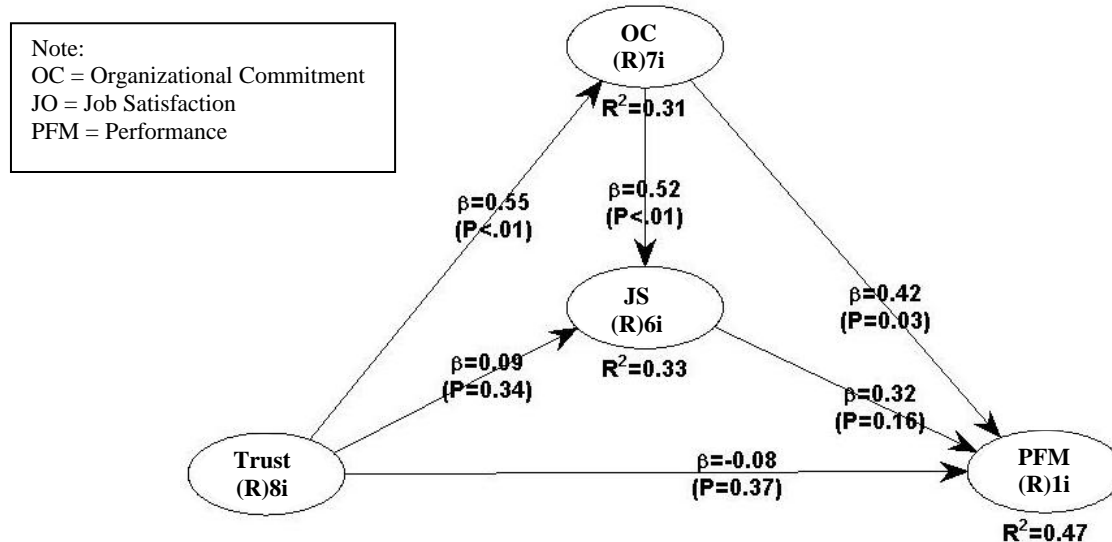 Note:
OC = Organizational Commitment
JO = Job Satisfaction
PFM = Performance
OC
(R)7i
R²=0.31
β=0.55
(P<.01)
β=0.52
(P<.01)
β=0.42
(P=0.03)
JS
(R)6i
R²=0.33
β=0.09
(P=0.34)
β=0.32
(P=0.16)
Trust
(R)8i
β=-0.08
(P=0.37)
PFM
(R)1i
R²=0.47